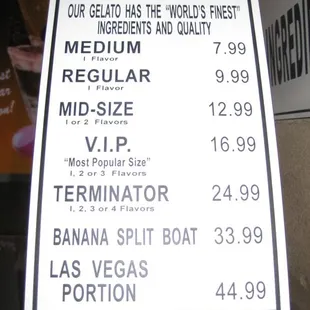 OUR GELATO HAS THE "WORLD'S FINEST"
INGREDIENTS AND QUALITY
MEDIUM 7.99
1 Flavor
REGULAR 9.99
1 Flavor
MID-SIZE 12.99
1 or 2 Flavors
V.I.P. 16.99
"Most Popular Size"
1, 2 or 3 Flavors
TERMINATOR 24.99
1, 2, 3 or 4 Flavors
BANANA SPLIT BOAT 33.99
LAS VEGAS
PORTION 44.99